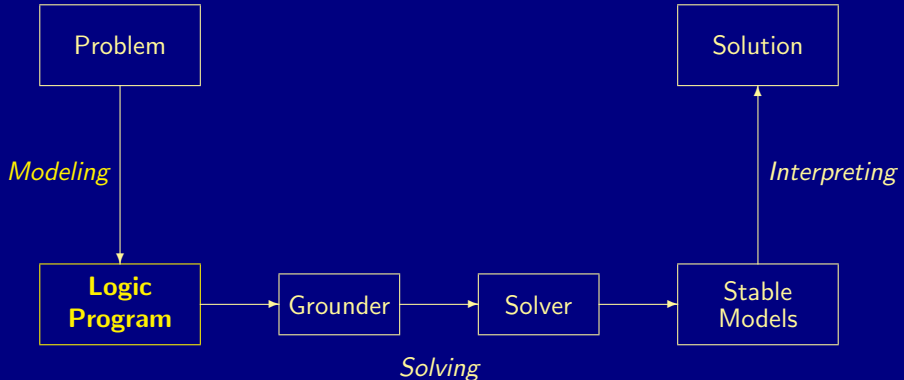 Problem
Solution
Modeling
Interpreting
Logic
Program
Grounder
Solver
Stable
Models
Solving